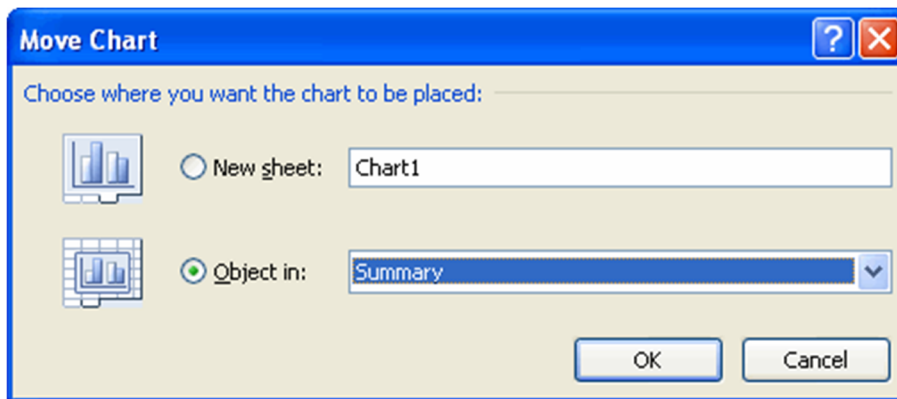 Move Chart
Choose where you want the chart to be placed:
New sheet: Chart1
Object in: Summary
OK Cancel